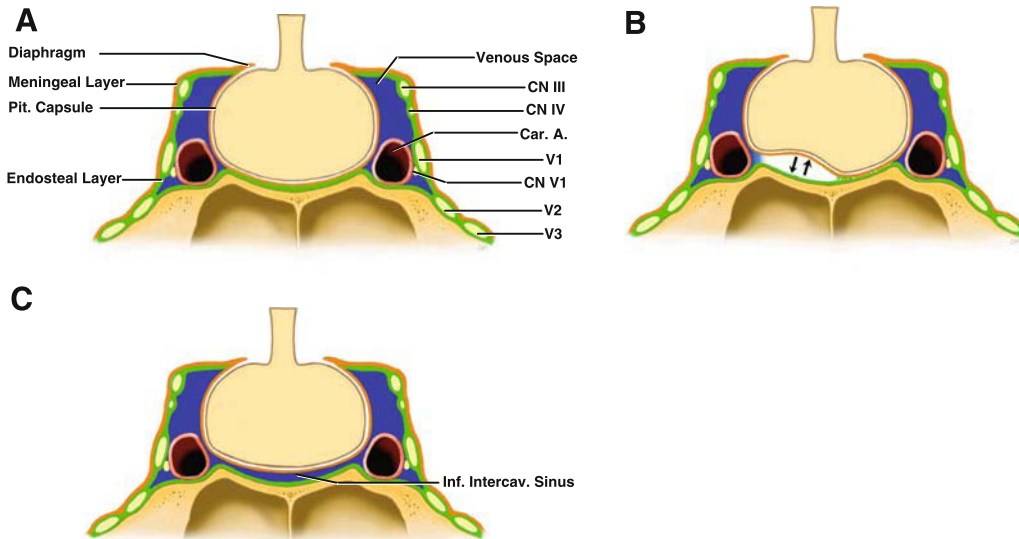 A
B
Diaphragm
Venous Space
Meningeal Layer
CN III
Pit. Capsule
CN IV
Car. A.
V1
Endosteal Layer
CN V1
V2
V3
C
Inf. Intercav. Sinus